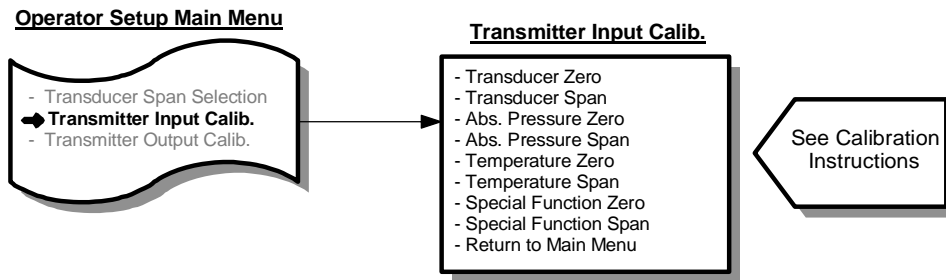 Operator Setup Main Menu
- Transducer Span Selection
Transmitter Input Calib.
- Transmitter Output Calib.
Transmitter Input Calib.
- Transducer Zero
- Transducer Span
- Abs. Pressure Zero
- Abs. Pressure Span
- Temperature Zero
- Temperature Span
- Special Function Zero
- Special Function Span
- Return to Main Menu
See Calibration
Instructions